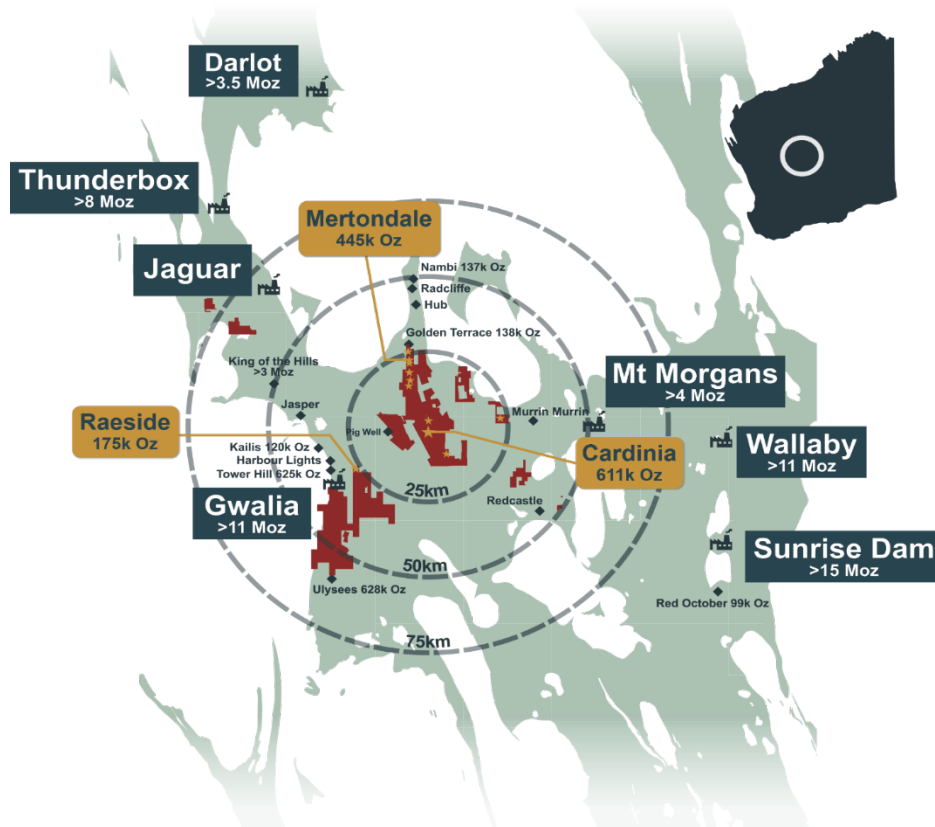 Darlot
>3.5 Moz
Thunderbox
>8 Moz
Mertondale
445k Oz
Jaguar
Nambi 137k Oz
Radcliffe
Hub
Golden Terrace 138k Oz
King of the Hills
>3 Moz
Mt Morgans
>4 Moz
Jasper
Murrin Murrin
Raeside
175k Oz
Pig Well
Wallaby
>11 Moz
Cardinia
611k Oz
Kailis 120k Oz
Harbour Lights
Tower Hill 625k Oz
Gwalia
>11 Moz
25km
Redcastle
Sunrise Dam
>15 Moz
50km
Ulysees 628k Oz
Red October 99k Oz
75km